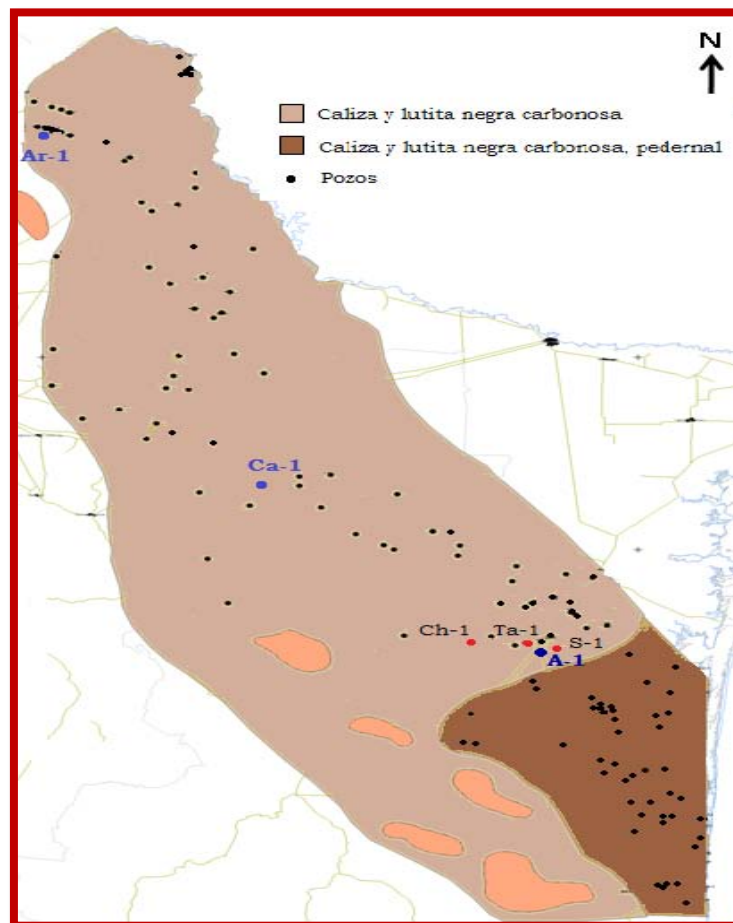 N
Caliza y lutita negra carbonosa
Caliza y lutita negra carbonosa, pedernal
Pozos
Ar-1
Ca-1
Ch-1 Ta-1 S-1
A-1